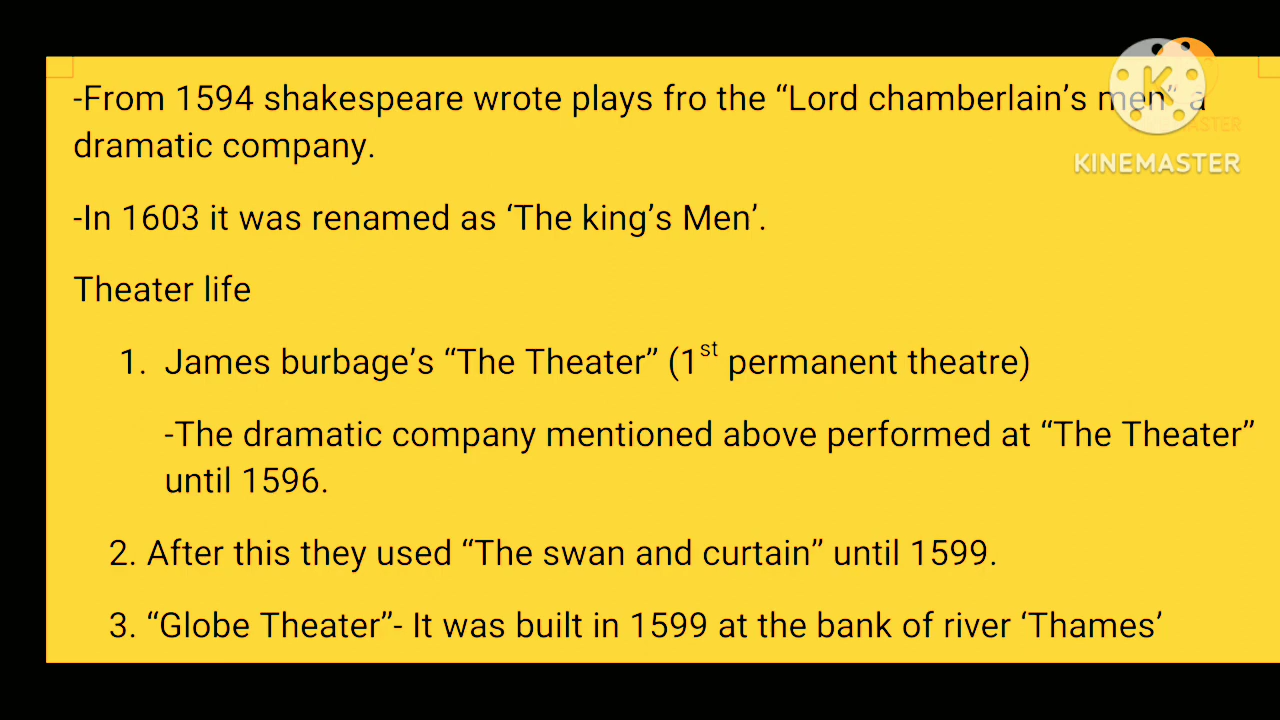 -From 1594 shakespeare wrote plays fro the “Lord chamberlain’s men” a
dramatic company.
-In 1603 it was renamed as ‘The king’s Men’.
Theater life
1. James burbage’s “The Theater” (1st permanent theatre)
-The dramatic company mentioned above performed at “The Theater”
until 1596.
2. After this they used “The swan and curtain” until 1599.
3. “Globe Theater”- It was built in 1599 at the bank of river ‘Thames’
K
KINEMASTER